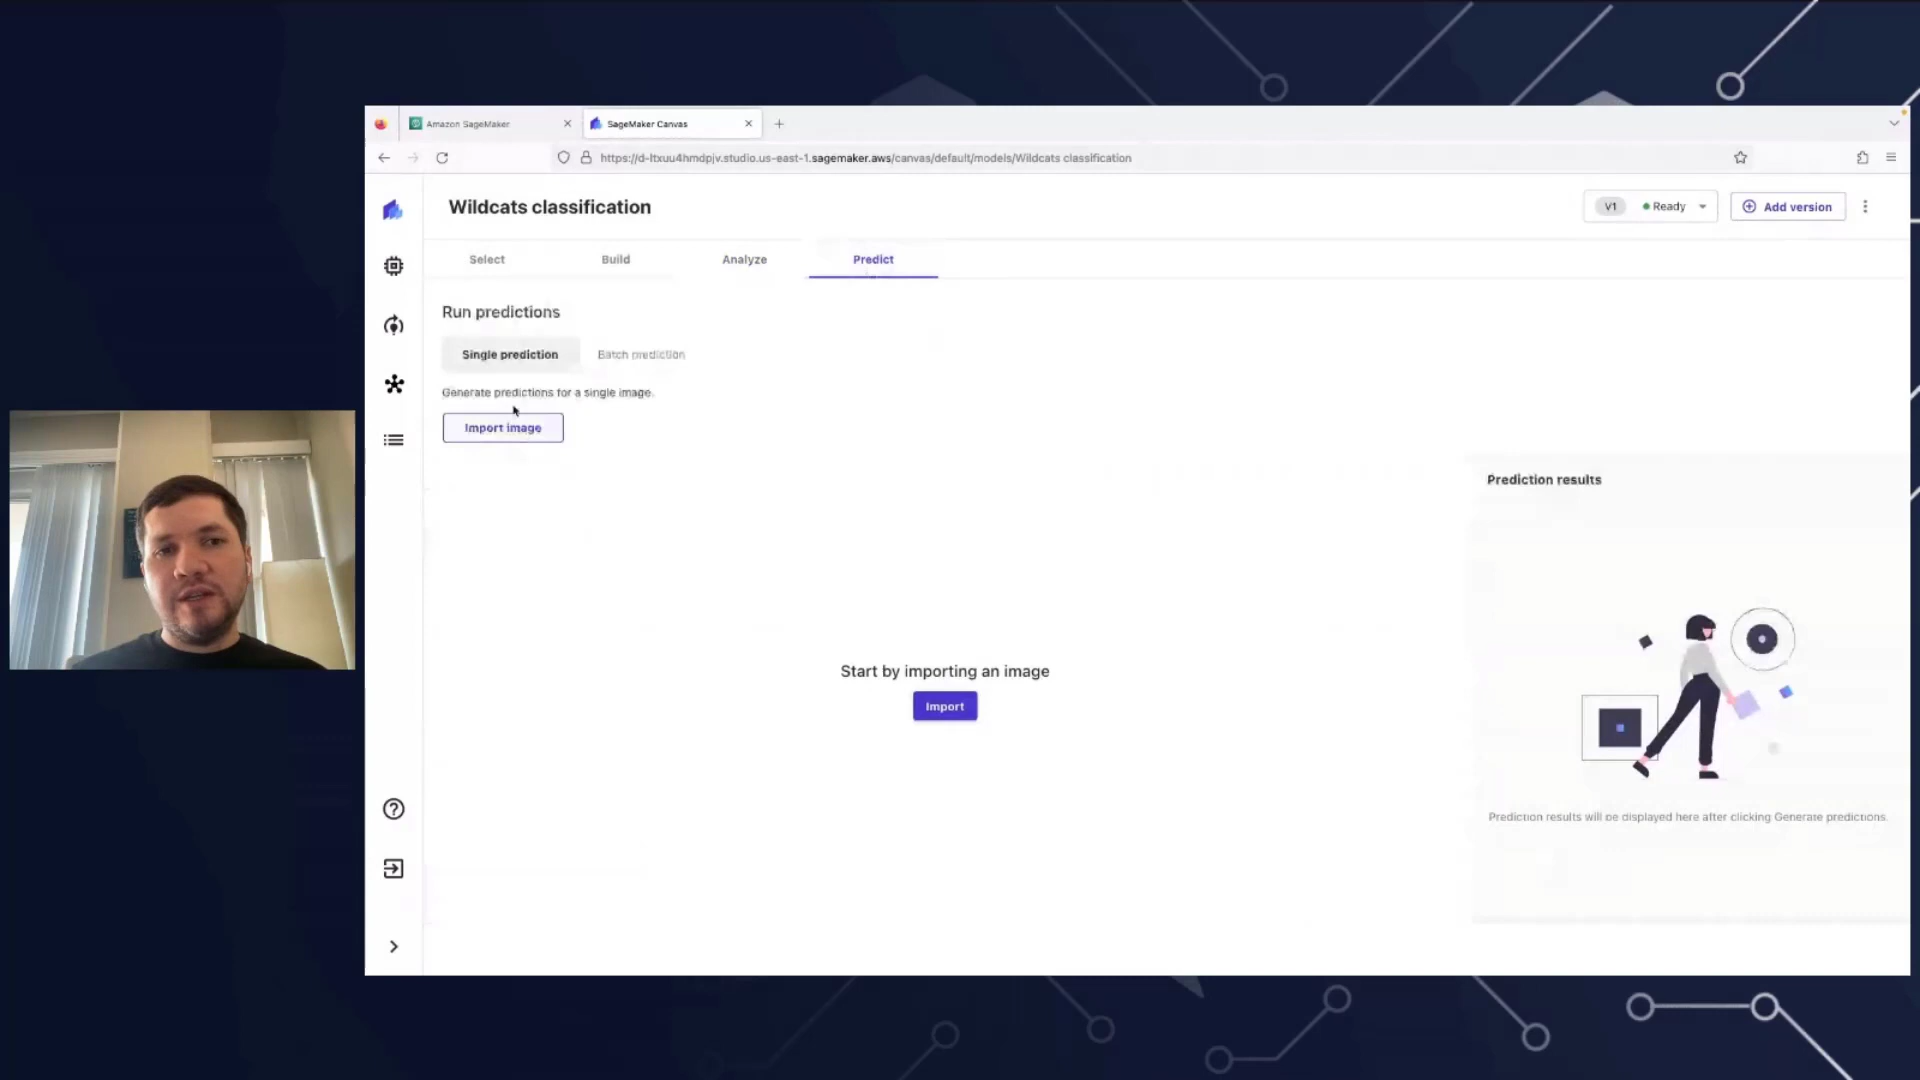 Amazon SageMaker
SageMaker Canvas
https://d-ltxuu4hmdpjv.studio.us-east-1.sagemaker.aws/canvas/default/models/Wildcats classification
Wildcats classification
V1
Ready
Add version
Select
Build
Analyze
Predict
Run predictions
Single prediction
Batch prediction
Generate predictions for a single image.
Import image
Prediction results
Start by importing an image
Import
Prediction results will be displayed here after clicking Generate predictions.